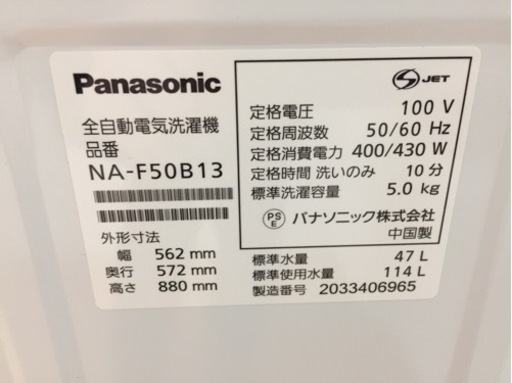 Panasonic
全自動電気洗濯機
品番
NA-F50B13
外形寸法
幅 562 mm
奥行 572 mm
高さ 880 mm
S JET
定格電圧 100 V
定格周波数 50/60 Hz
定格消費電力 400/430 W
定格時間 洗いのみ 10 分
標準洗濯容量 5.0 kg
PS E パナソニック株式会社
中国製
標準水量 47 L
標準使用水量 114 L
製造番号 2033406965